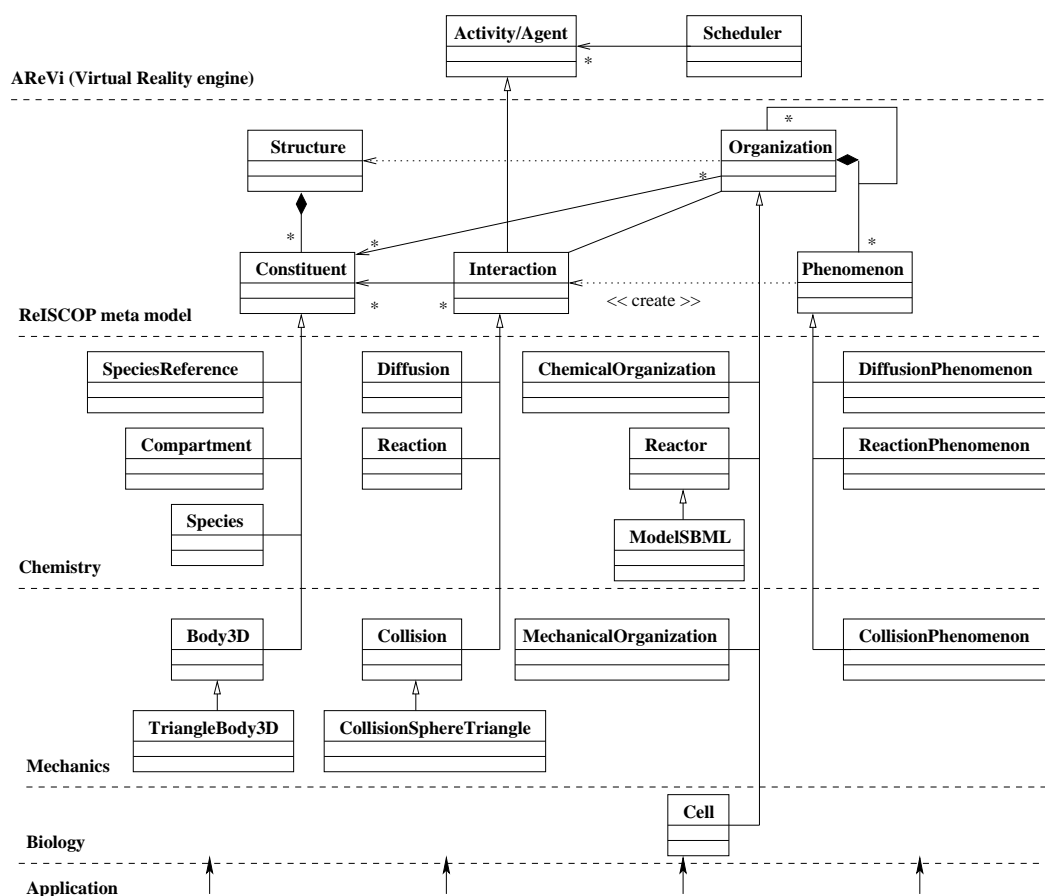 Activity/Agent
Scheduler
*
AReVi (Virtual Reality engine)
*
Structure
Organization
*
*
*
*
Constituent
Interaction
Phenomenon
*
*
<< create >>
ReISCOP meta model
SpeciesReference
Diffusion
ChemicalOrganization
DiffusionPhenomenon
Compartment
Reaction
Reactor
ReactionPhenomenon
Species
ModelSBML
Chemistry
Body3D
Collision
MechanicalOrganization
CollisionPhenomenon
TriangleBody3D
CollisionSphereTriangle
Mechanics
Cell
Biology
Application